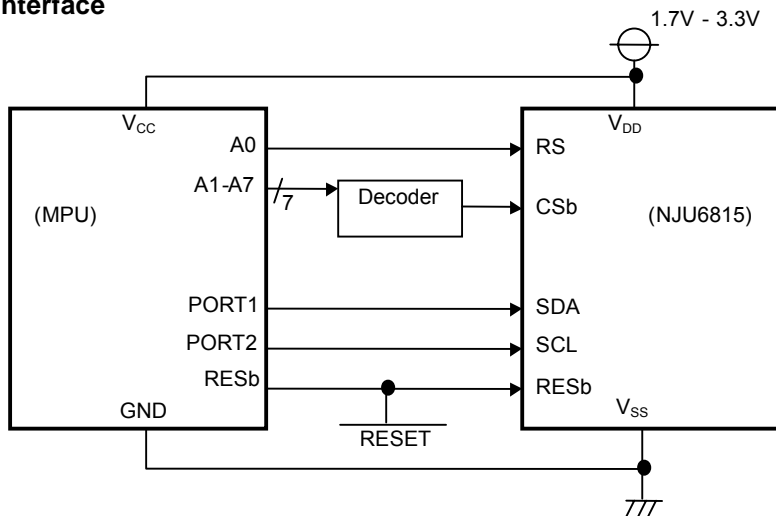 nterface
1.7V - 3.3V
VCC
VDD
A0
RS
A1-A7
7
Decoder
CSb
(MPU)
(NJU6815)
PORT1
SDA
PORT2
SCL
RESb
RESb
GND
VSS
RESET